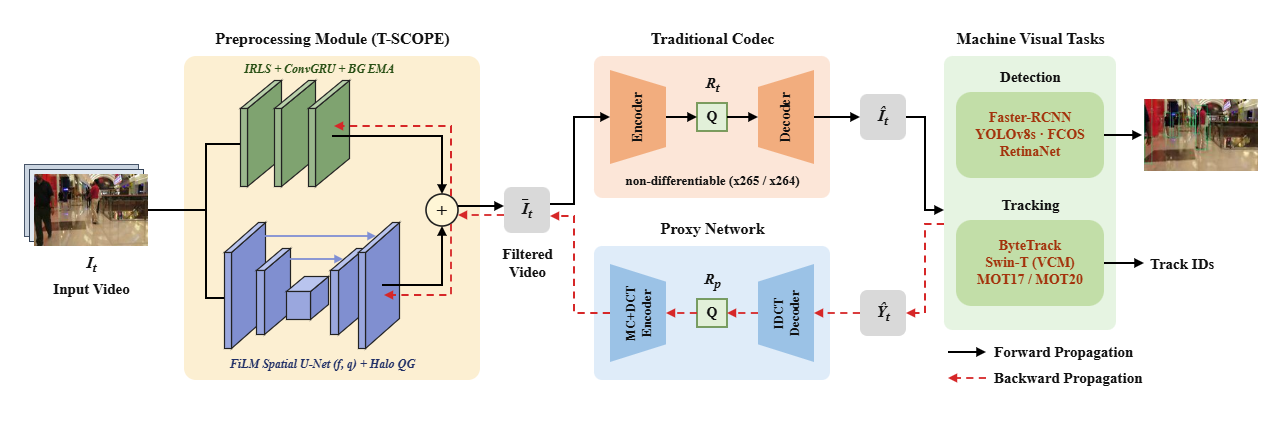 Preprocessing Module (T-SCOPE)
IRLS + ConvGRU + BG EMA
I_t
Input Video
+
FiLM Spatial U-Net (f, q) + Halo QG
Ī_t
Filtered
Video
Traditional Codec
Encoder
R_t
Q
Decoder
non-differentiable (x265 / x264)
Î_t
Proxy Network
MC+DCT
Encoder
R_p
Q
IDCT
Decoder
Ŷ_t
Machine Visual Tasks
Detection
Faster-RCNN
YOLOv8s · FCOS
RetinaNet
Tracking
ByteTrack
Swin-T (VCM)
MOT17 / MOT20
Track IDs
Forward Propagation
Backward Propagation